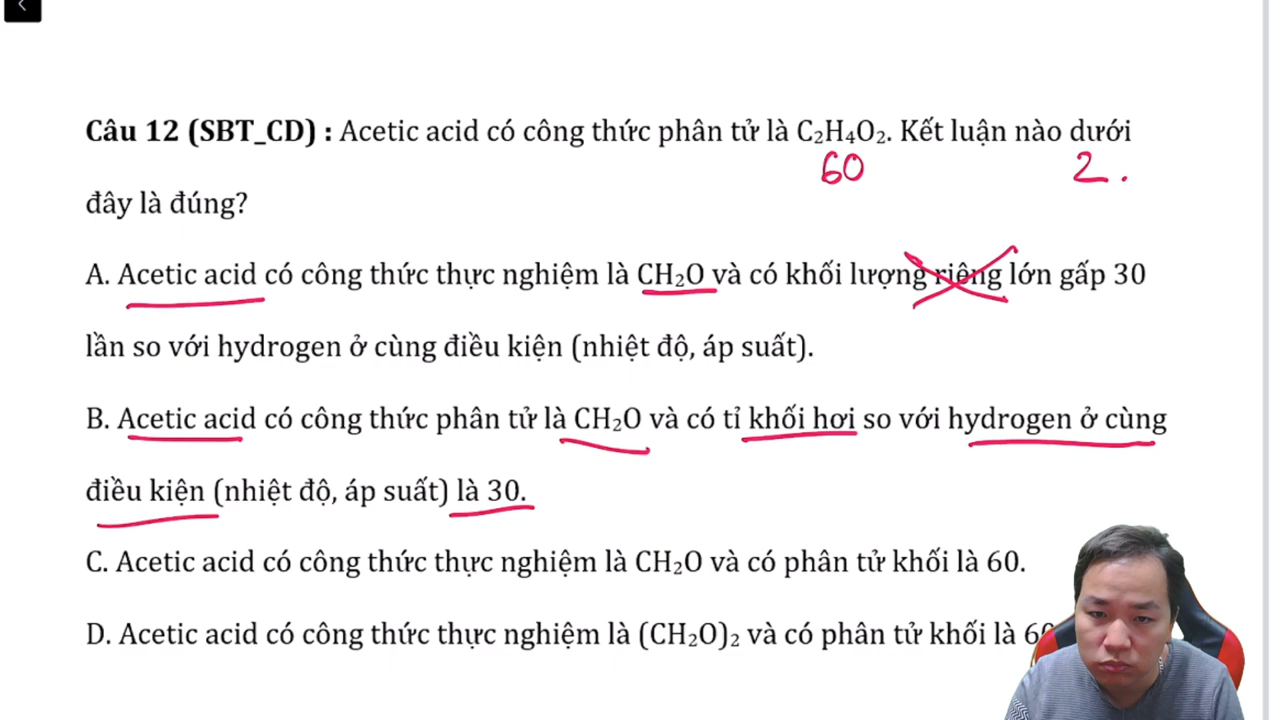 Câu 12 (SBT_CD) : Acetic acid có công thức phân tử là C₂H₄O₂. Kết luận nào dưới
60 2.
đây là đúng?
A. Acetic acid có công thức thực nghiệm là CH₂O và có khối lượng riêng lớn gấp 30
lần so với hydrogen ở cùng điều kiện (nhiệt độ, áp suất).
B. Acetic acid có công thức phân tử là CH₂O và có tỉ khối hơi so với hydrogen ở cùng
điều kiện (nhiệt độ, áp suất) là 30.
C. Acetic acid có công thức thực nghiệm là CH₂O và có phân tử khối là 60.
D. Acetic acid có công thức thực nghiệm là (CH₂O)₂ và có phân tử khối là